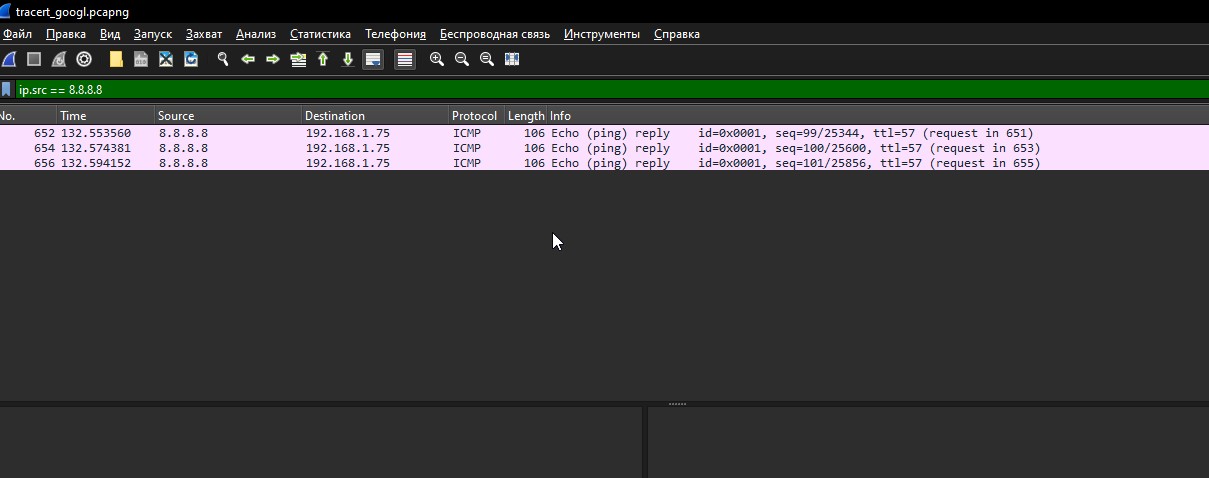 tracert_googl.pcapng
Файл Правка Вид Запуск Захват Анализ Статистика Телефония Беспроводная связь Инструменты Справка
ip.src == 8.8.8.8
No. Time Source Destination Protocol Length Info
652 132.553560 8.8.8.8 192.168.1.75 ICMP 106 Echo (ping) reply id=0x0001, seq=99/25344, ttl=57 (request in 651)
654 132.574381 8.8.8.8 192.168.1.75 ICMP 106 Echo (ping) reply id=0x0001, seq=100/25600, ttl=57 (request in 653)
656 132.594152 8.8.8.8 192.168.1.75 ICMP 106 Echo (ping) reply id=0x0001, seq=101/25856, ttl=57 (request in 655)